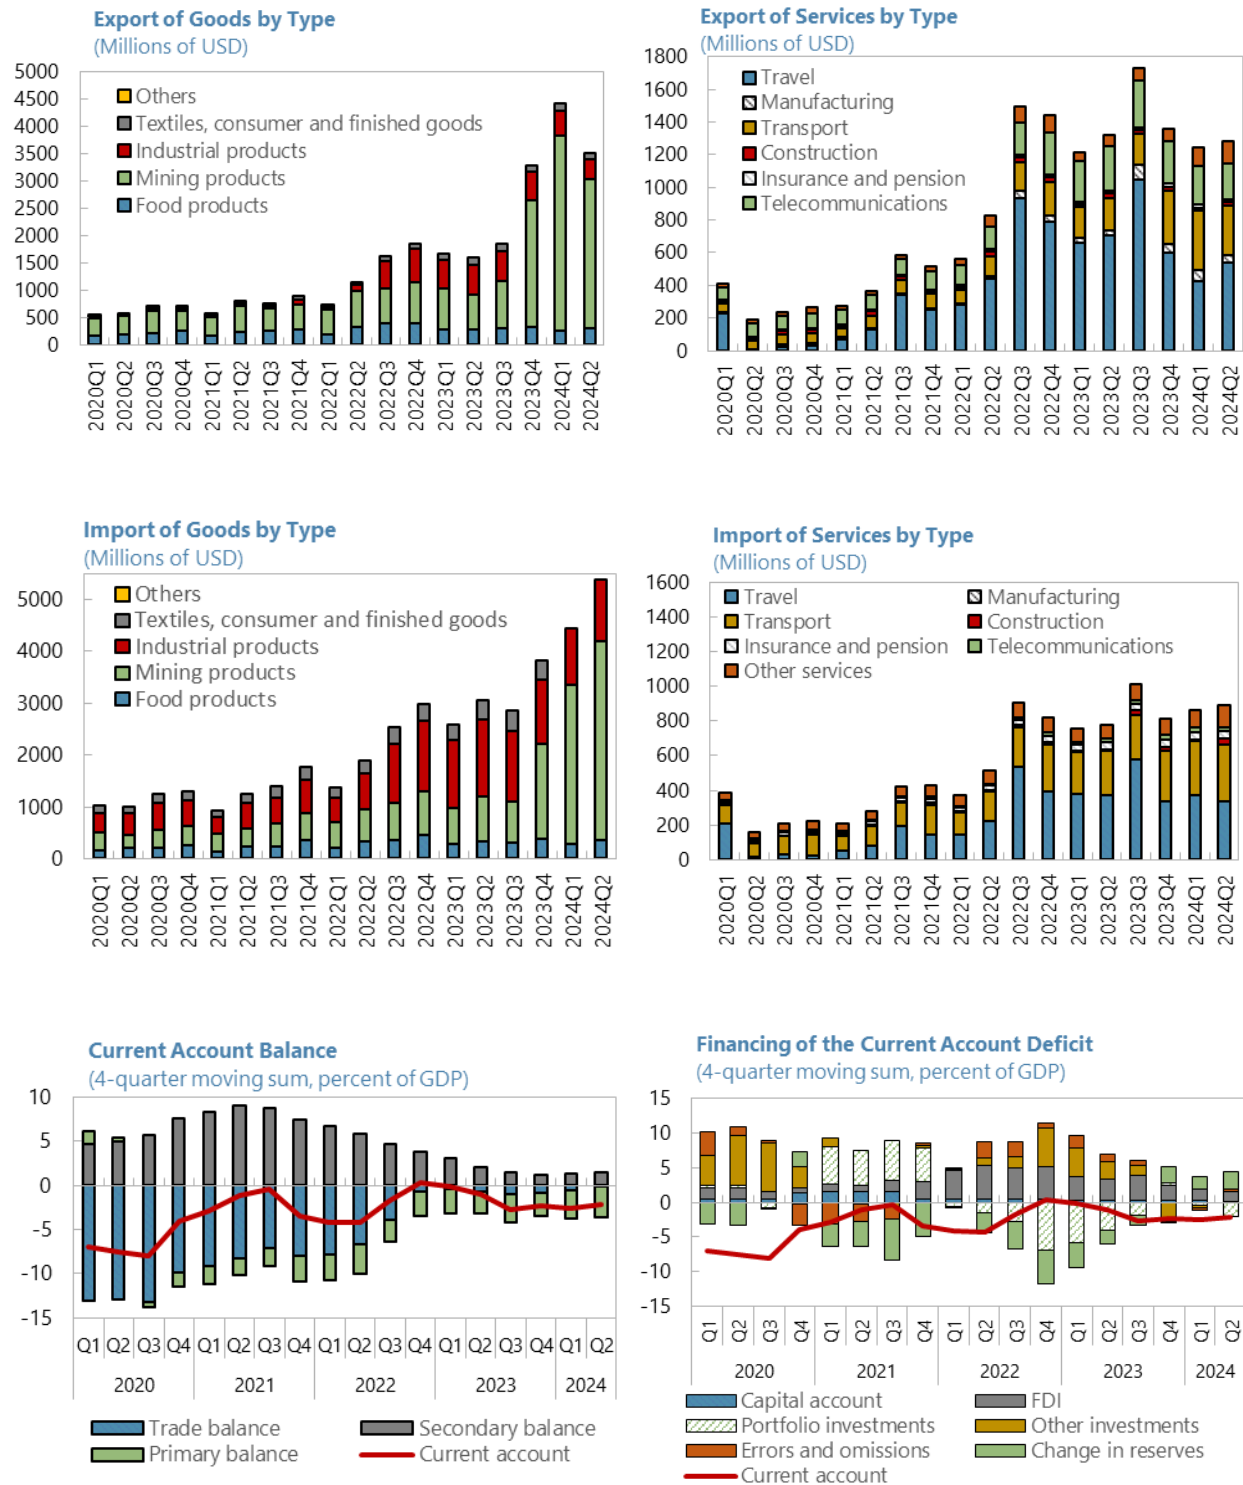 Export of Goods by Type
(Millions of USD)
5000
4500
4000
3500
3000
2500
2000
1500
1000
500
0
Others
Textiles, consumer and finished goods
Industrial products
Mining products
Food products
2020Q1
2020Q2
2020Q3
2020Q4
2021Q1
2021Q2
2021Q3
2021Q4
2022Q1
2022Q2
2022Q3
2022Q4
2023Q1
2023Q2
2023Q3
2023Q4
2024Q1
2024Q2
Export of Services by Type
(Millions of USD)
1800
1600
1400
1200
1000
800
600
400
200
0
Travel
Manufacturing
Transport
Construction
Insurance and pension
Telecommunications
2020Q1
2020Q2
2020Q3
2020Q4
2021Q1
2021Q2
2021Q3
2021Q4
2022Q1
2022Q2
2022Q3
2022Q4
2023Q1
2023Q2
2023Q3
2023Q4
2024Q1
2024Q2
Import of Goods by Type
(Millions of USD)
5000
4000
3000
2000
1000
0
Others
Textiles, consumer and finished goods
Industrial products
Mining products
Food products
2020Q1
2020Q2
2020Q3
2020Q4
2021Q1
2021Q2
2021Q3
2021Q4
2022Q1
2022Q2
2022Q3
2022Q4
2023Q1
2023Q2
2023Q3
2023Q4
2024Q1
2024Q2
Import of Services by Type
(Millions of USD)
1600
1400
1200
1000
800
600
400
200
0
Travel Manufacturing
Transport Construction
Insurance and pension Telecommunications
Other services
2020Q1
2020Q2
2020Q3
2020Q4
2021Q1
2021Q2
2021Q3
2021Q4
2022Q1
2022Q2
2022Q3
2022Q4
2023Q1
2023Q2
2023Q3
2023Q4
2024Q1
2024Q2
Current Account Balance
(4-quarter moving sum, percent of GDP)
10
5
0
-5
-10
-15
Q1 Q2 Q3 Q4 Q1 Q2 Q3 Q4 Q1 Q2 Q3 Q4 Q1 Q2 Q3 Q4 Q1 Q2
2020 2021 2022 2023 2024
Trade balance Secondary balance
Primary balance Current account
Financing of the Current Account Deficit
(4-quarter moving sum, percent of GDP)
15
10
5
0
-5
-10
-15
Q1 Q2 Q3 Q4 Q1 Q2 Q3 Q4 Q1 Q2 Q3 Q4 Q1 Q2 Q3 Q4 Q1 Q2
2020 2021 2022 2023 2024
Capital account FDI
Portfolio investments Other investments
Errors and omissions Change in reserves
Current account